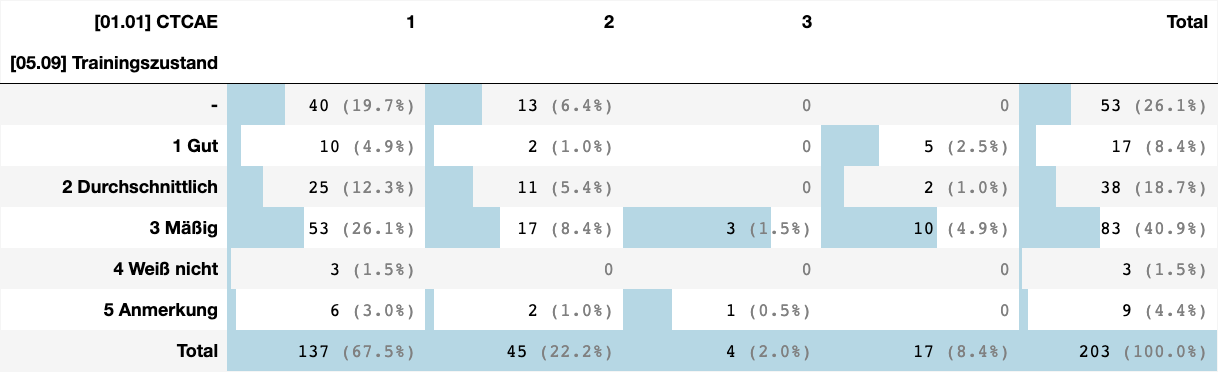 [01.01] CTCAE 1 2 3 Total
[05.09] Trainingszustand
- 40 (19.7%) 13 (6.4%) 0 0 53 (26.1%)
1 Gut 10 (4.9%) 2 (1.0%) 0 5 (2.5%) 17 (8.4%)
2 Durchschnittlich 25 (12.3%) 11 (5.4%) 0 2 (1.0%) 38 (18.7%)
3 Mäßig 53 (26.1%) 17 (8.4%) 3 (1.5%) 10 (4.9%) 83 (40.9%)
4 Weiß nicht 3 (1.5%) 0 0 0 3 (1.5%)
5 Anmerkung 6 (3.0%) 2 (1.0%) 1 (0.5%) 0 9 (4.4%)
Total 137 (67.5%) 45 (22.2%) 4 (2.0%) 17 (8.4%) 203 (100.0%)